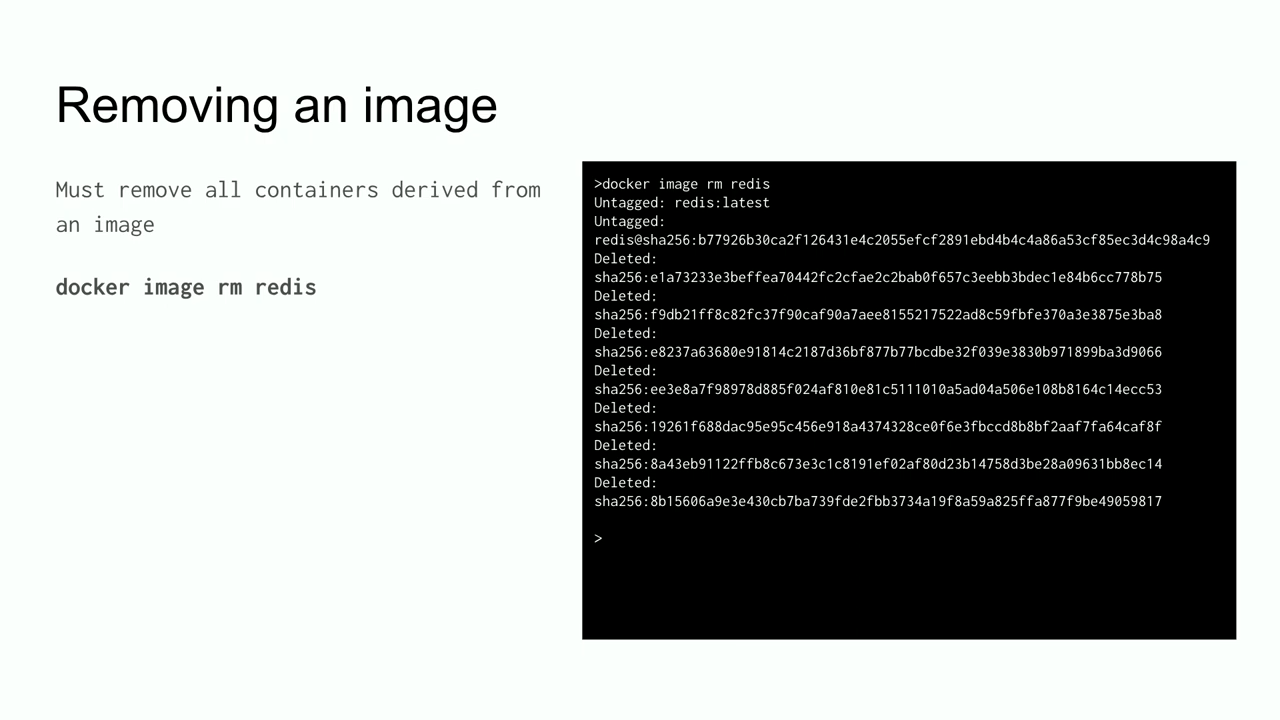 Removing an image
Must remove all containers derived from
an image
docker image rm redis
>docker image rm redis
Untagged: redis:latest
Untagged:
redis@sha256:b77926b30ca2f126431e4c2055efcf2891ebd4b4c4a86a53cf85ec3d4c98a4c9
Deleted:
sha256:e1a73233e3beffea70442fc2cfae2c2bab0f657c3eebb3bdec1e84b6cc778b75
Deleted:
sha256:f9db21ff8c82fc37f90caf90a7aee8155217522ad8c59fbfe370a3e3875e3ba8
Deleted:
sha256:e8237a63680e91814c2187d36bf877b77bcdbe32f039e3830b971899ba3d9066
Deleted:
sha256:ee3e8a7f98978d885f024af810e81c5111010a5ad04a506e108b8164c14ecc53
Deleted:
sha256:19261f688dac95e95c456e918a4374328ce0f6e3fbccd8b8bf2aaf7fa64caf8f
Deleted:
sha256:8a43eb91122ffb8c673e3c1c8191ef02af80d23b14758d3be28a09631bb8ec14
Deleted:
sha256:8b15606a9e3e430cb7ba739fde2fbb3734a19f8a59a825ffa877f9be49059817
>